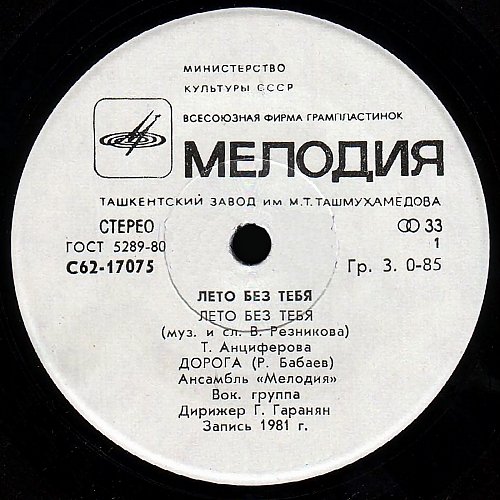 МИНИСТЕРСТВО
КУЛЬТУРЫ СССР
ВСЕСОЮЗНАЯ ФИРМА ГРАМПЛАСТИНОК
МЕЛОДИЯ
ТАШКЕНТСКИЙ ЗАВОД ИМ М.Т.ТАШМУХАМЕДОВА
СТЕРЕО 33
ГОСТ 5289-80 1
С62-17075 Гр. 3. 0-85
ЛЕТО БЕЗ ТЕБЯ
ЛЕТО БЕЗ ТЕБЯ
(муз. и сл. В. Резникова)
Т. Анциферова
ДОРОГА (Р. Бабаев)
Ансамбль «Мелодия»
Вок. группа
Дирижер Г. Гаранян
Запись 1981 г.